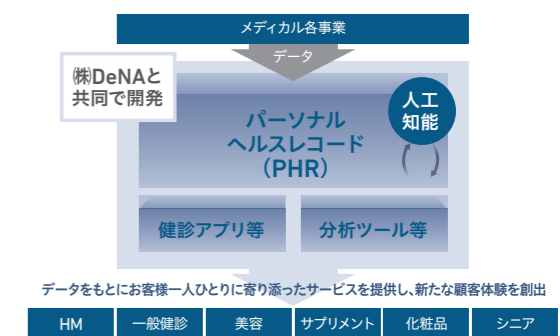 メディカル各事業
データ
㈱DeNAと
共同で開発
パーソナル
ヘルスレコード
（PHR）
人工
知能
健診アプリ等
分析ツール等
データをもとにお客様一人ひとりに寄り添ったサービスを提供し、新たな顧客体験を創出
HM
一般健診
美容
サプリメント
化粧品
シニア